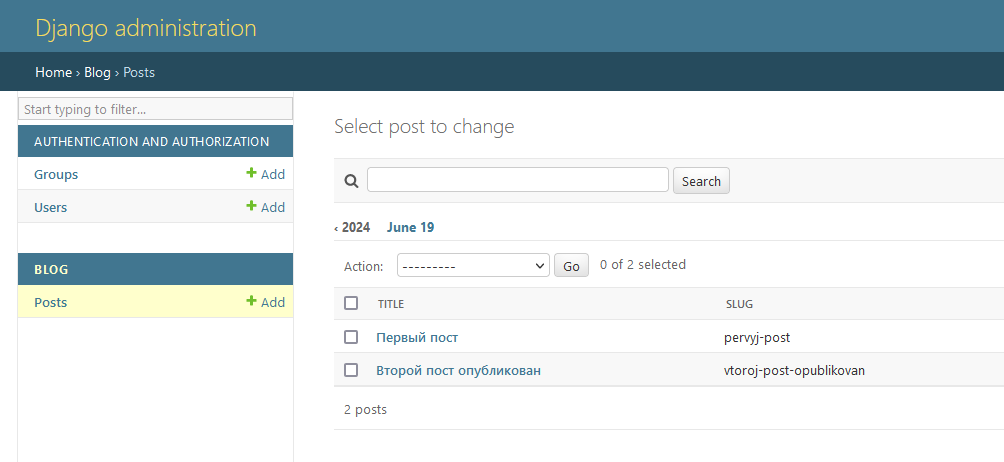 Django administration
Home › Blog › Posts
Start typing to filter...
AUTHENTICATION AND AUTHORIZATION
Groups + Add
Users + Add
BLOG
Posts + Add
Select post to change
Search
‹ 2024 June 19
Action: --------- Go 0 of 2 selected
TITLE SLUG
Первый пост pervyj-post
Второй пост опубликован vtoroj-post-opublikovan
2 posts